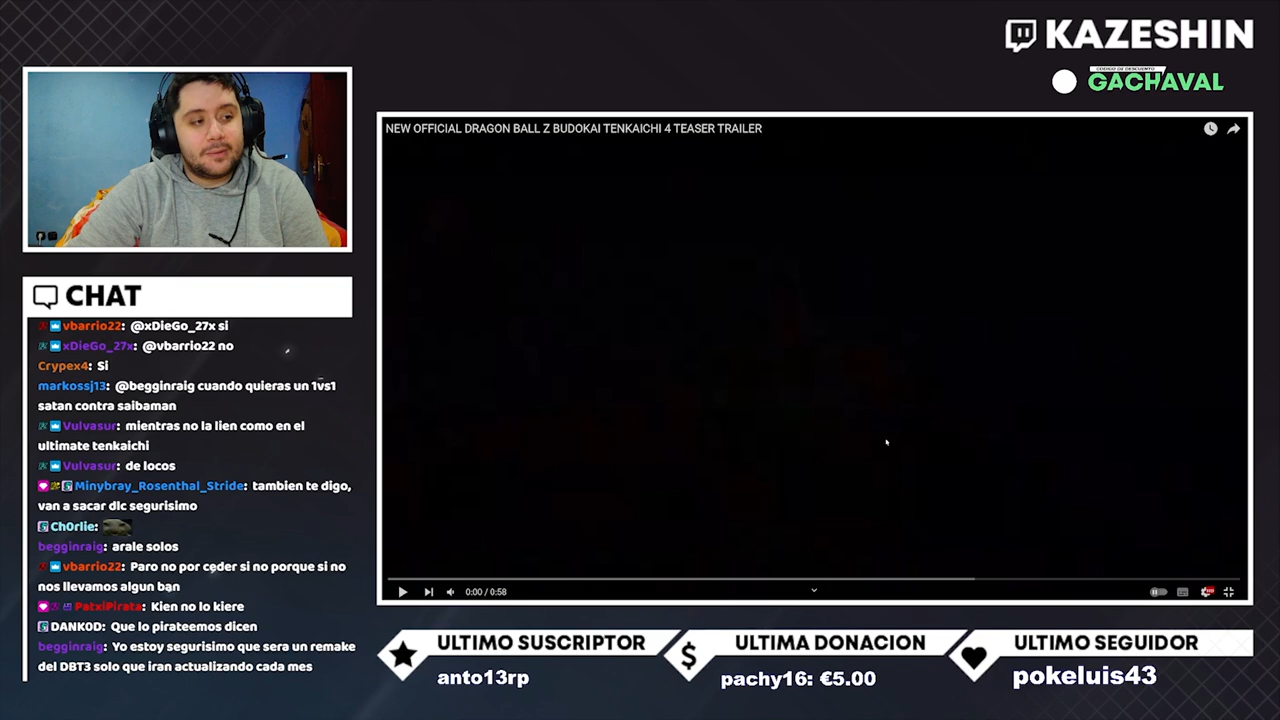 KAZESHIN
CODIGO DE DESCUENTO
GACHAVAL
NEW OFFICIAL DRAGON BALL Z BUDOKAI TENKAICHI 4 TEASER TRAILER
CHAT
vbarrio22: @xDieGo_27x si
xDieGo_27x: @vbarrio22 no
Crypex4: Si
markossj13: @begginraig cuando quieras un 1vs1
satan contra saibaman
Vulvasur: mientras no la lien como en el
ultimate tenkaichi
Vulvasur: de locos
Minybray_Rosenthal_Stride: tambien te digo,
van a sacar dlc segurisimo
Ch0rlie:
begginraig: arale solos
vbarrio22: Paro no por ceder si no porque si no
nos llevamos algun ban
PatxiPirata: Kien no lo kiere
DANK0D: Que lo pirateemos dicen
begginraig: Yo estoy segurisimo que sera un remake
del DBT3 solo que iran actualizando cada mes
0:00 / 0:58
ULTIMO SUSCRIPTOR
anto13rp
ULTIMA DONACION
pachy16: €5.00
ULTIMO SEGUIDOR
pokeluis43